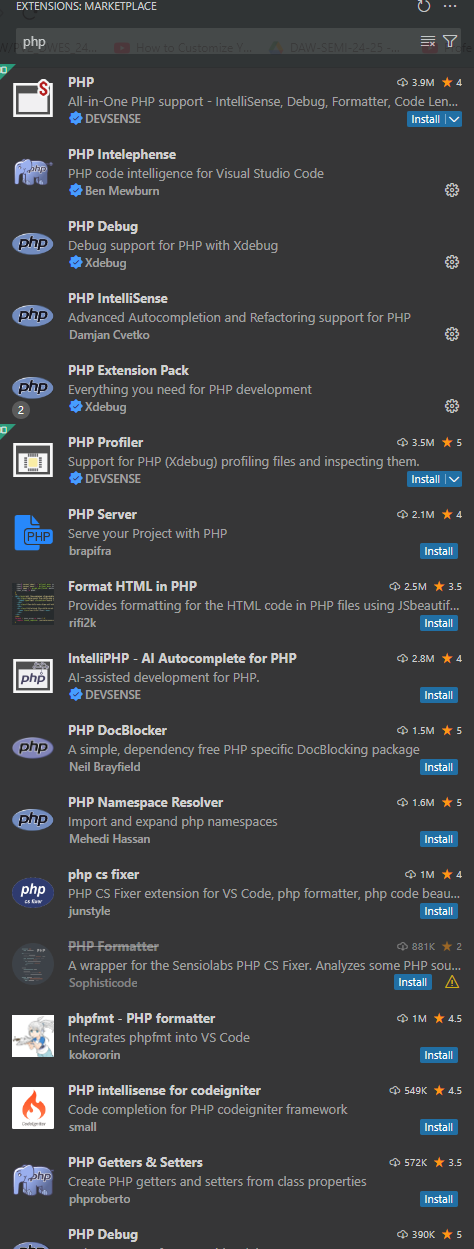 EXTENSIONS: MARKETPLACE
php
PHP 3.9M 4
All-in-One PHP support - IntelliSense, Debug, Formatter, Code Len...
DEVSENSE Install
PHP Intelephense
PHP code intelligence for Visual Studio Code
Ben Mewburn
PHP Debug
Debug support for PHP with Xdebug
Xdebug
PHP IntelliSense
Advanced Autocompletion and Refactoring support for PHP
Damjan Cvetko
PHP Extension Pack
Everything you need for PHP development
2 Xdebug
PHP Profiler 3.5M 5
Support for PHP (Xdebug) profiling files and inspecting them.
DEVSENSE Install
PHP Server 2.1M 4
Serve your Project with PHP
brapifra Install
Format HTML in PHP 2.5M 3.5
Provides formatting for the HTML code in PHP files using JSbeautif...
rifi2k Install
IntelliPHP - AI Autocomplete for PHP 2.8M 4
AI-assisted development for PHP.
DEVSENSE Install
PHP DocBlocker 1.5M 5
A simple, dependency free PHP specific DocBlocking package
Neil Brayfield Install
PHP Namespace Resolver 1.6M 5
Import and expand php namespaces
Mehedi Hassan Install
php cs fixer 1M 4
PHP CS Fixer extension for VS Code, php formatter, php code beau...
junstyle Install
PHP Formatter 881K 2
A wrapper for the Sensiolabs PHP CS Fixer. Analyzes some PHP sou...
Sophisticode Install
phpfmt - PHP formatter 1M 4.5
Integrates phpfmt into VS Code
kokororin Install
PHP intellisense for codeigniter 549K 4.5
Code completion for PHP codeigniter framework
small Install
PHP Getters & Setters 572K 3.5
Create PHP getters and setters from class properties
phproberto Install
PHP Debug 390K 5